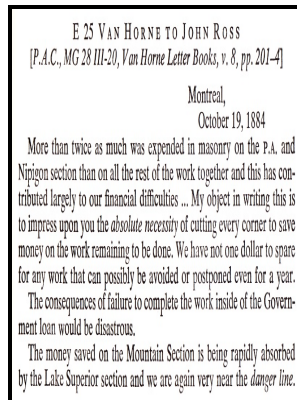 E 25 VAN HORNE TO JOHN ROSS
[P.A.C., MG 28 III-20, Van Horne Letter Books, v. 8, pp. 201–4]
Montreal,
October 19, 1884
More than twice as much was expended in masonry on the P.A. and
Nipigon section than on all the rest of the work together and this has con-
tributed largely to our financial difficulties ... My object in writing this is
to impress upon you the absolute necessity of cutting every corner to save
money on the work remaining to be done. We have not one dollar to spare
for any work that can possibly be avoided or postponed even for a year.
The consequences of failure to complete the work inside of the Govern-
ment loan would be disastrous.
The money saved on the Mountain Section is being rapidly absorbed
by the Lake Superior section and we are again very near the danger line.